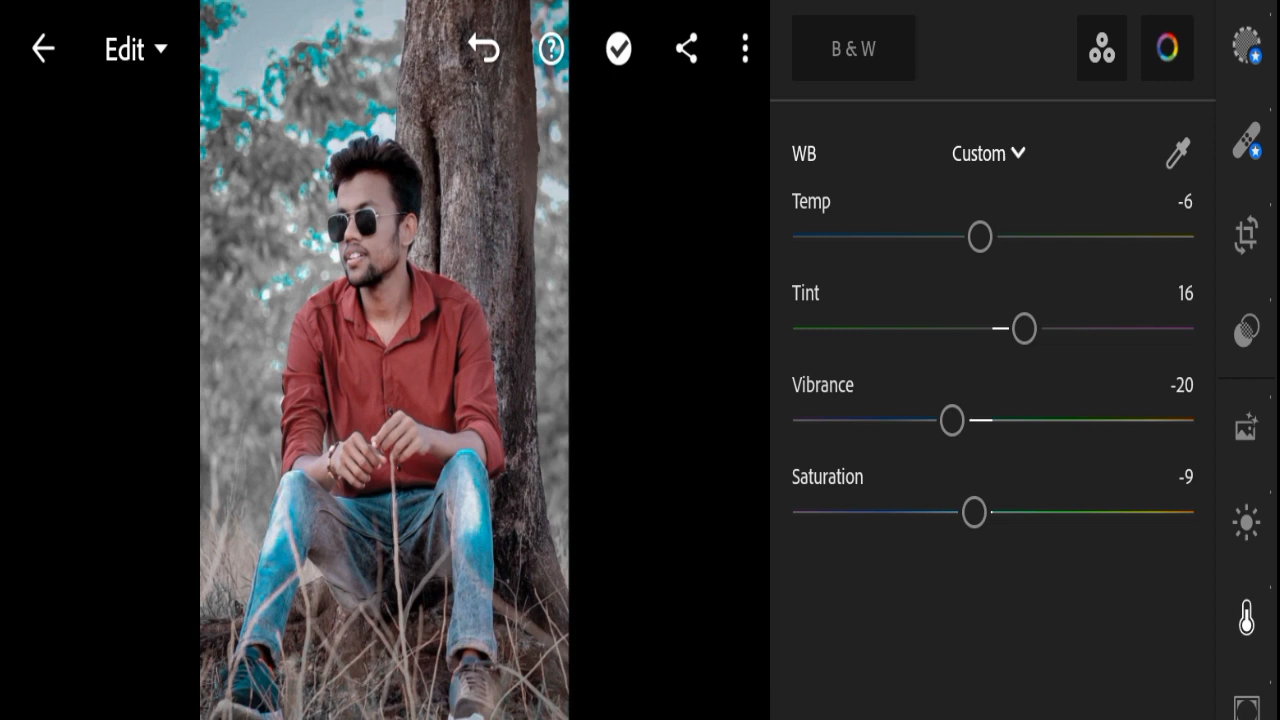 Edit
B & W
WB Custom
Temp -6
Tint 16
Vibrance -20
Saturation -9